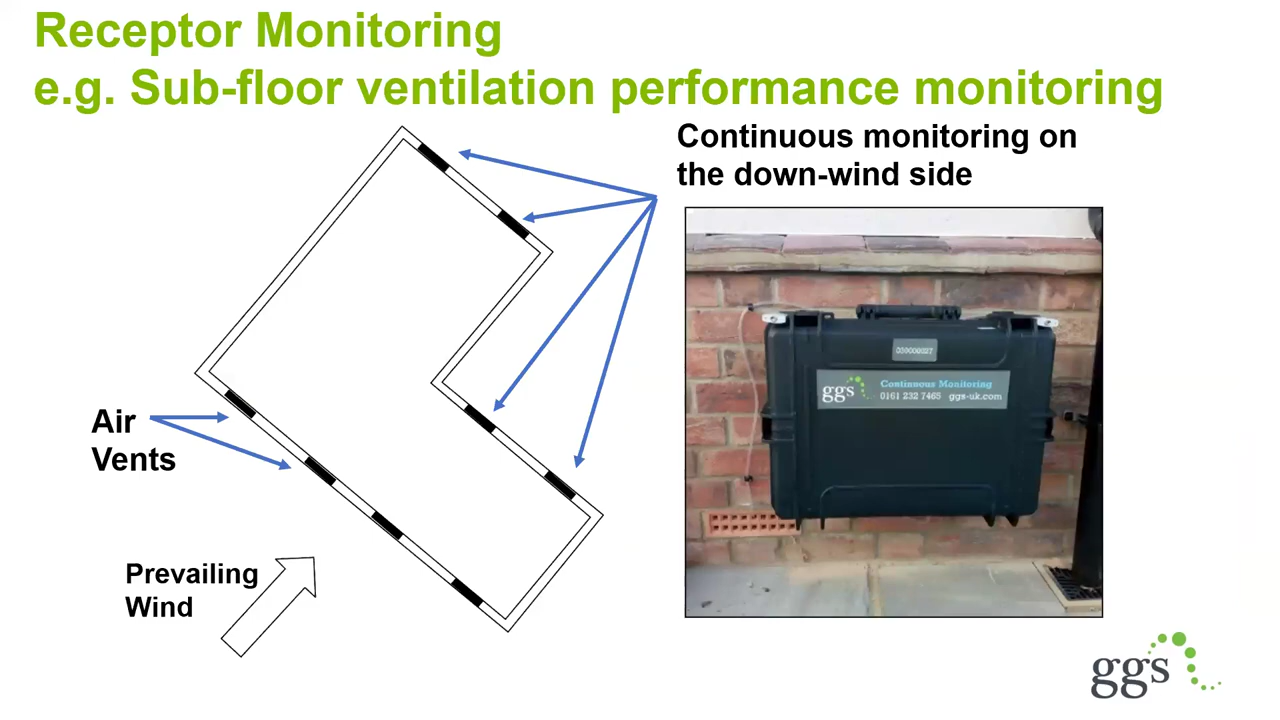 Receptor Monitoring
e.g. Sub-floor ventilation performance monitoring
Continuous monitoring on
the down-wind side
Air
Vents
Prevailing
Wind
ggs
Continuous Monitoring
0161 232 7465 ggs-uk.com
ggs